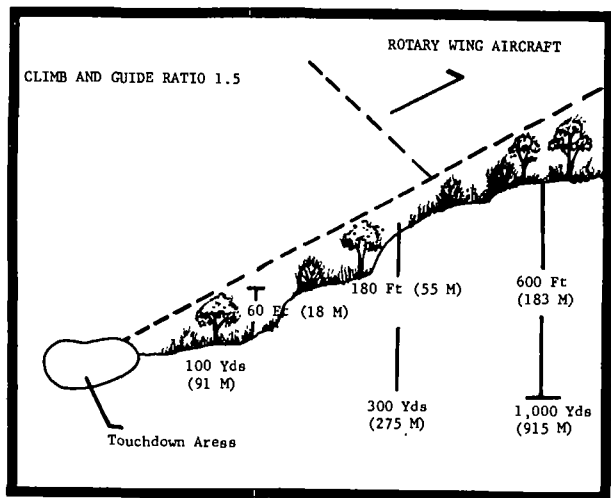 ROTARY WING AIRCRAFT
CLIMB AND GUIDE RATIO 1.5
180 Ft (55 M)
600 Ft
(183 M)
60 Ft (18 M)
100 Yds
(91 M)
300 Yds
(275 M)
1,000 Yds
(915 M)
Touchdown Aress